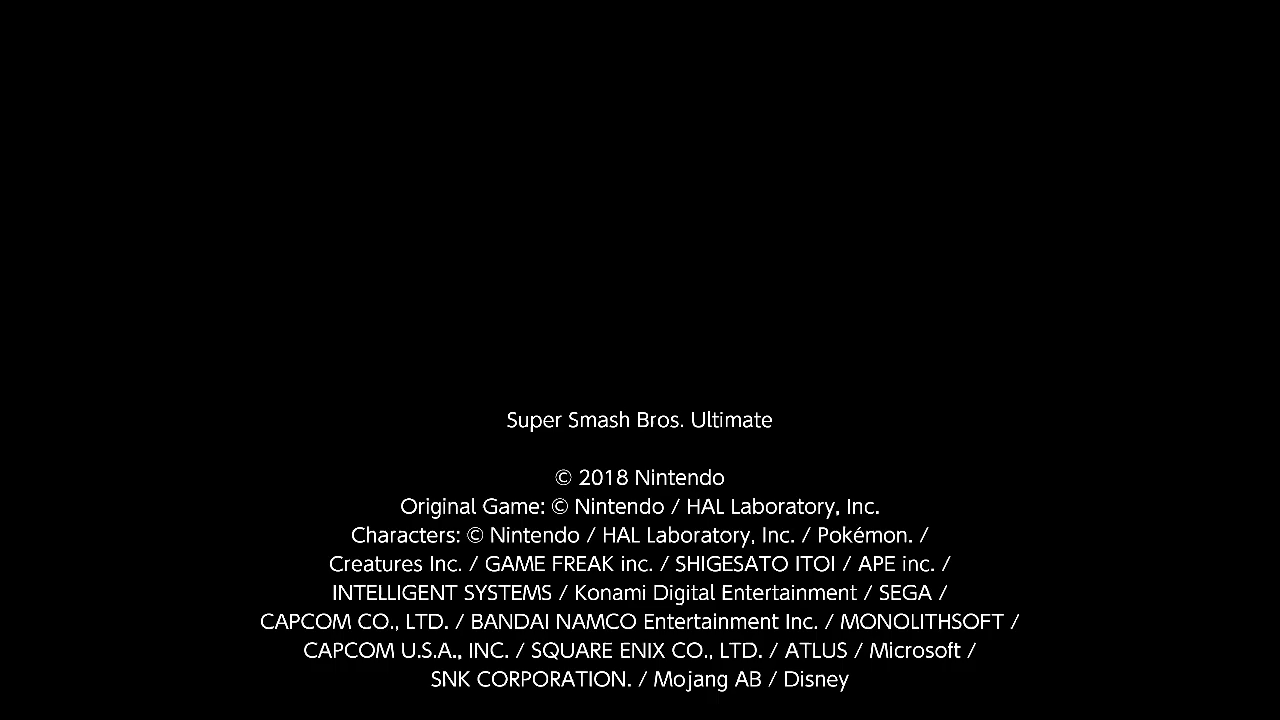 Super Smash Bros. Ultimate
© 2018 Nintendo
Original Game: © Nintendo / HAL Laboratory, Inc.
Characters: © Nintendo / HAL Laboratory, Inc. / Pokémon. /
Creatures Inc. / GAME FREAK inc. / SHIGESATO ITOI / APE inc. /
INTELLIGENT SYSTEMS / Konami Digital Entertainment / SEGA /
CAPCOM CO., LTD. / BANDAI NAMCO Entertainment Inc. / MONOLITHSOFT /
CAPCOM U.S.A., INC. / SQUARE ENIX CO., LTD. / ATLUS / Microsoft /
SNK CORPORATION. / Mojang AB / Disney